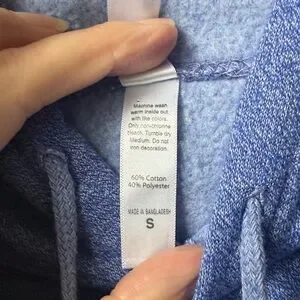 Machine wash
warm inside out,
with like colors.
Only non-chlorine
bleach. Tumble dry
Medium. Do not
iron decoration.
60% Cotton
40% Polyester
MADE IN BANGLADESH
S